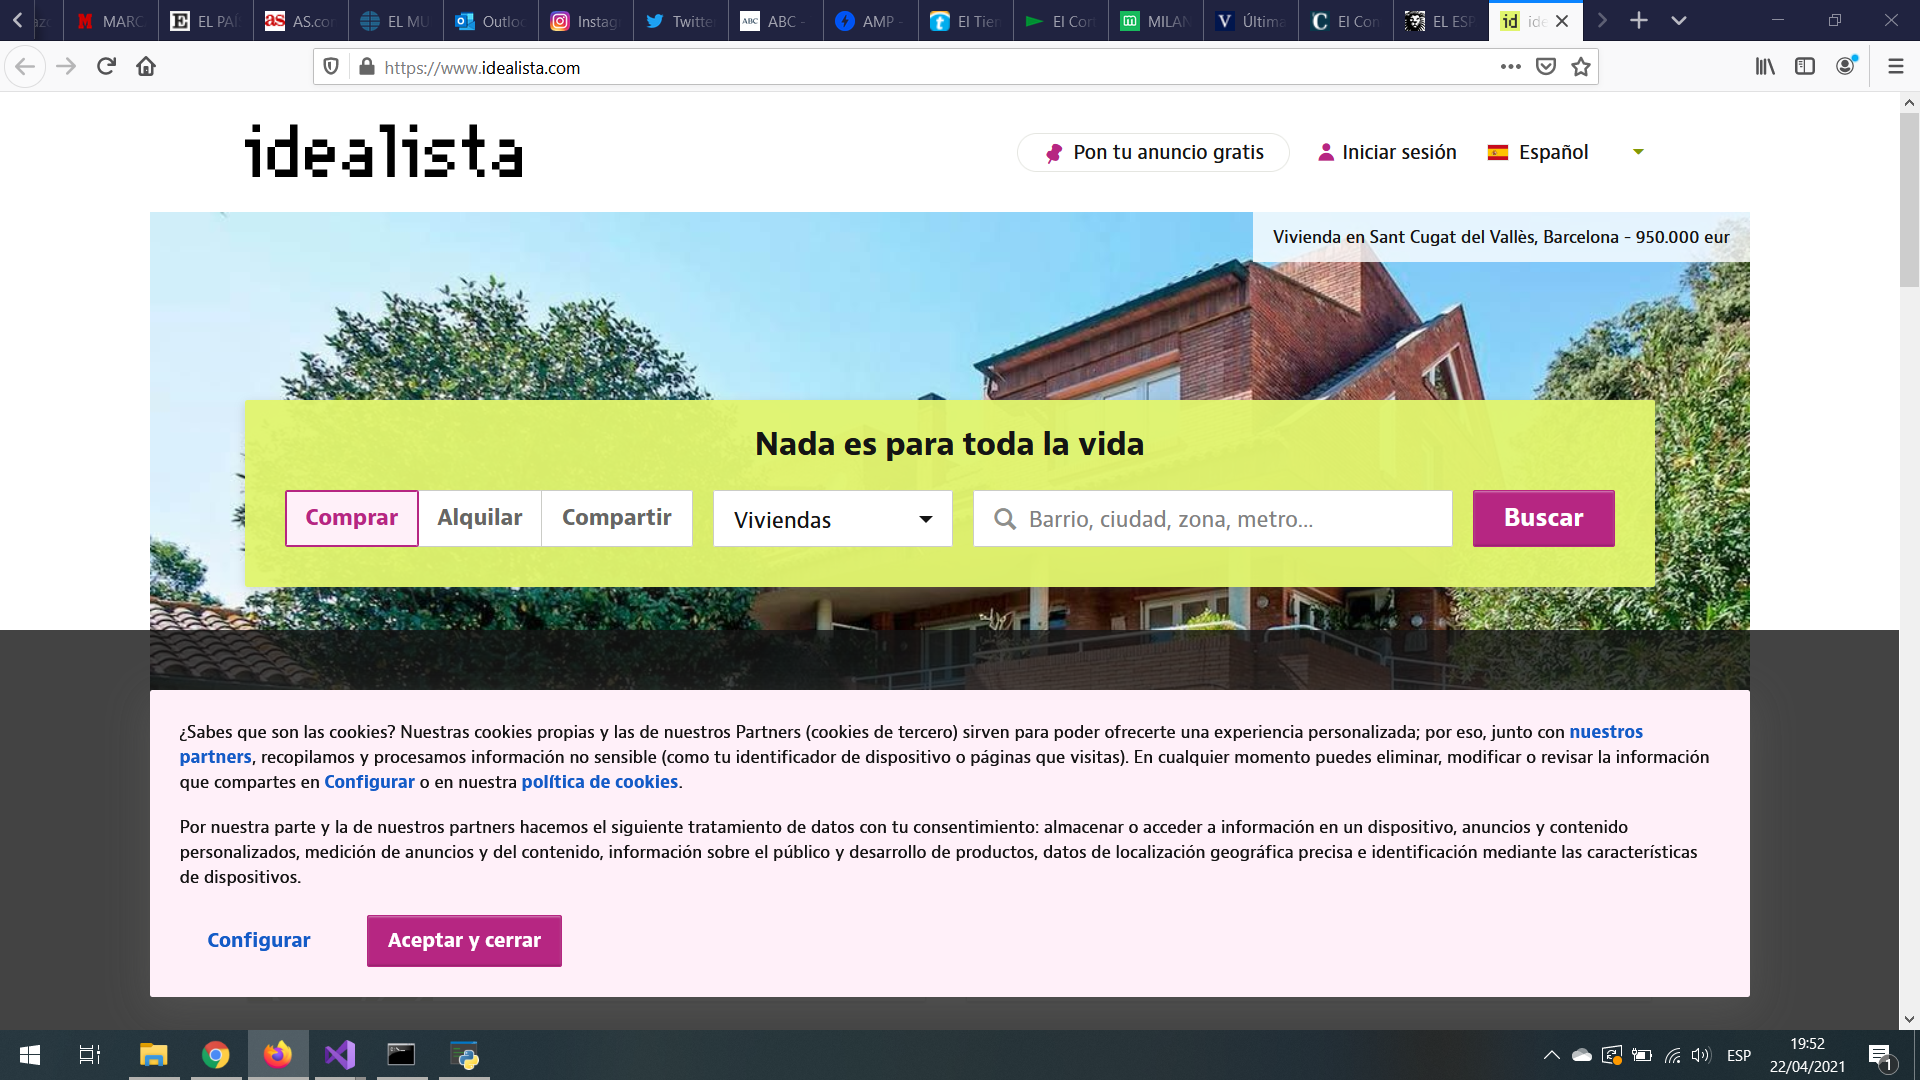 MARC
EL PAÍ
AS.co
EL MU
Outlo
Instag
Twitte
ABC -
AMP -
El Tien
El Cor
MILAN
Última
El Con
EL ESP
ide
https://www.idealista.com
idealista
Pon tu anuncio gratis
Iniciar sesión
Español
Vivienda en Sant Cugat del Vallès, Barcelona - 950.000 eur
Nada es para toda la vida
Comprar
Alquilar
Compartir
Viviendas
Barrio, ciudad, zona, metro...
Buscar
¿Sabes que son las cookies? Nuestras cookies propias y las de nuestros Partners (cookies de tercero) sirven para poder ofrecerte una experiencia personalizada; por eso, junto con nuestros
partners, recopilamos y procesamos información no sensible (como tu identificador de dispositivo o páginas que visitas). En cualquier momento puedes eliminar, modificar o revisar la información
que compartes en Configurar o en nuestra política de cookies.
Por nuestra parte y la de nuestros partners hacemos el siguiente tratamiento de datos con tu consentimiento: almacenar o acceder a información en un dispositivo, anuncios y contenido
personalizados, medición de anuncios y del contenido, información sobre el público y desarrollo de productos, datos de localización geográfica precisa e identificación mediante las características
de dispositivos.
Configurar
Aceptar y cerrar
ESP
19:52
22/04/2021
1